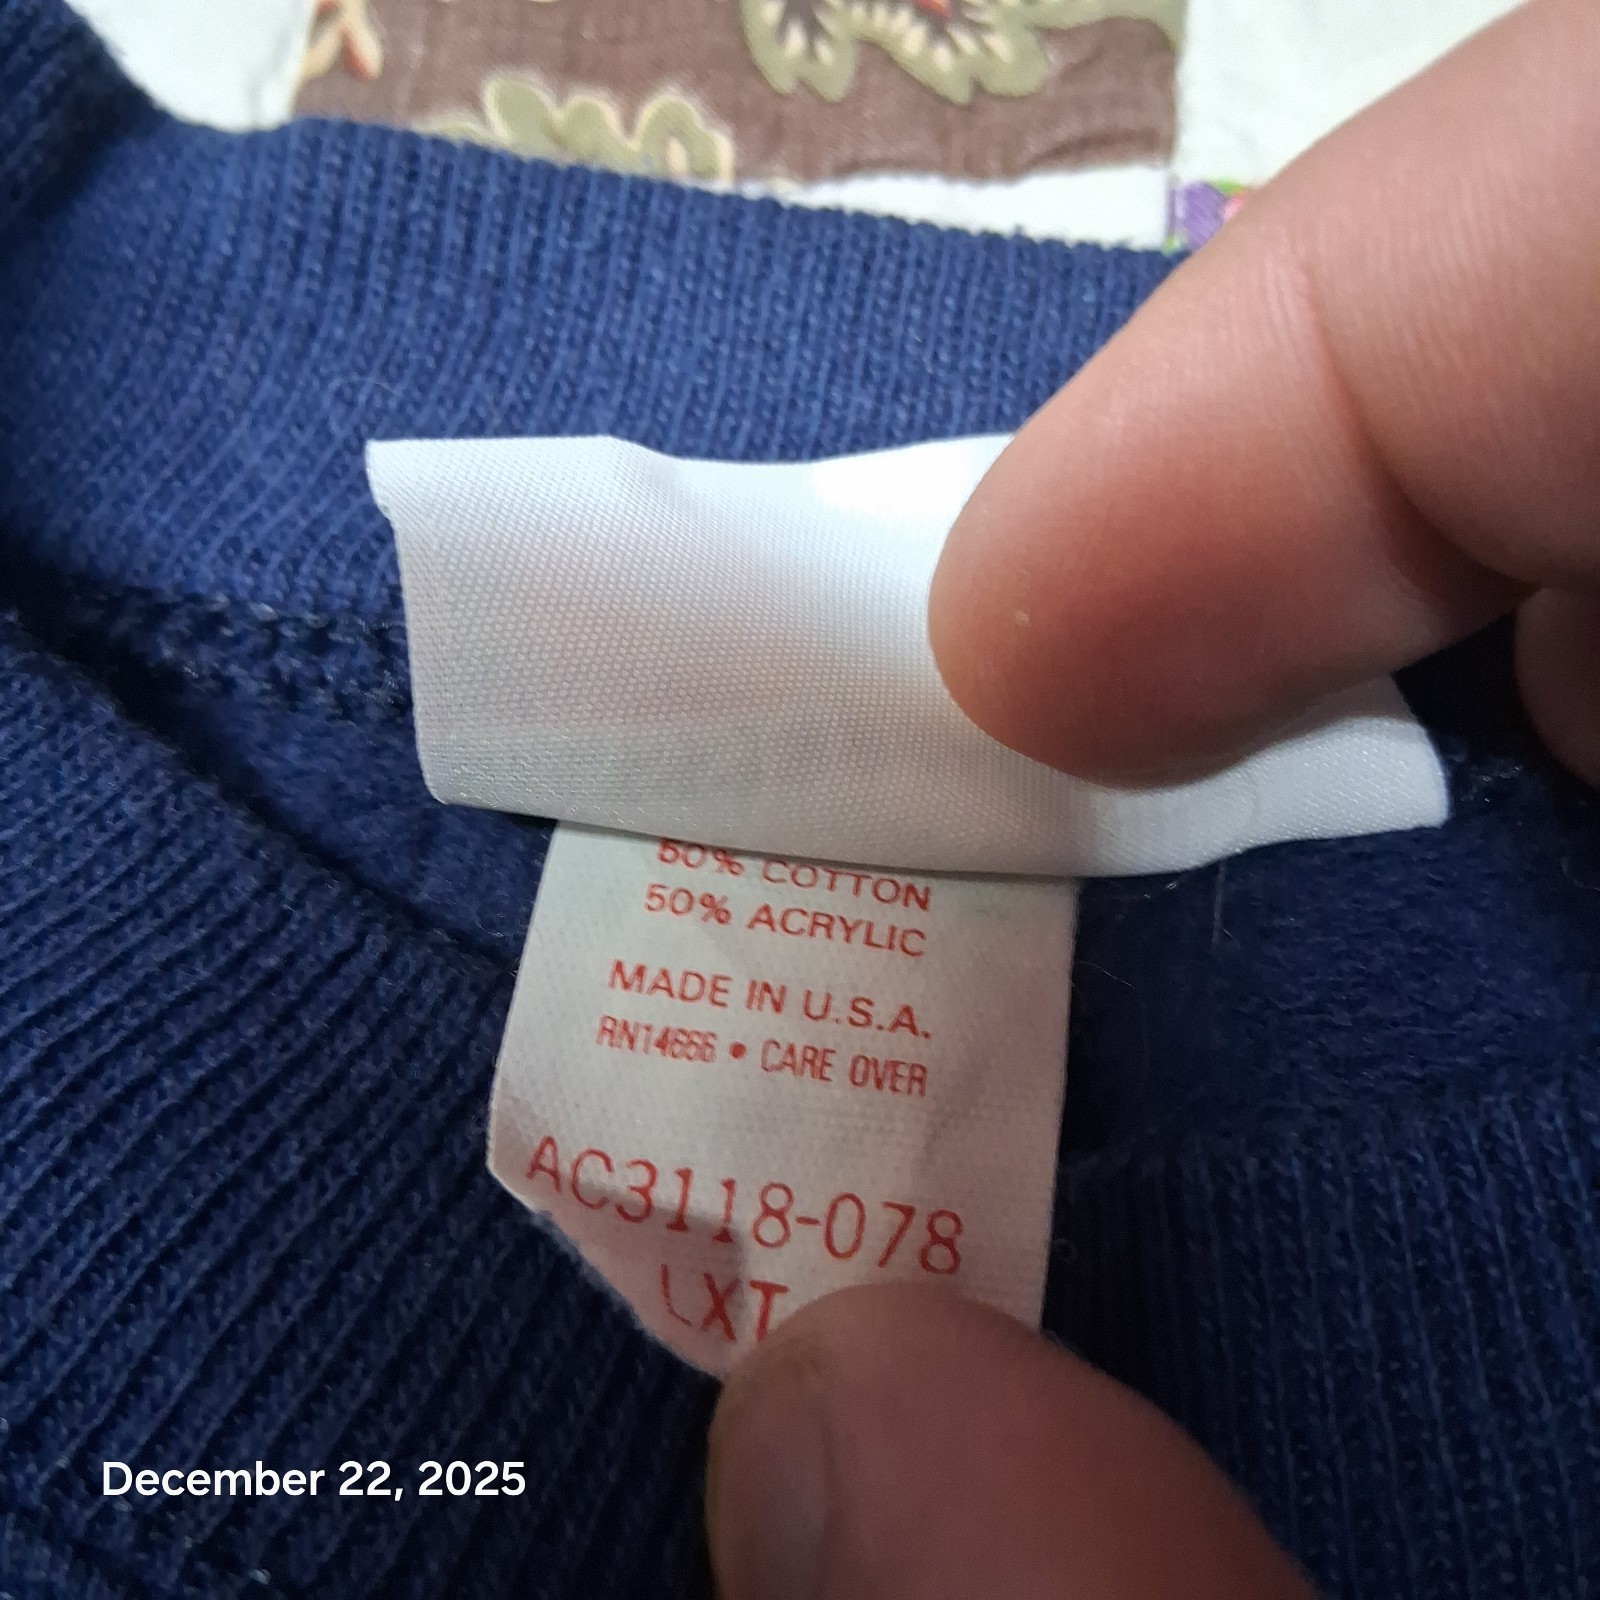 50% COTTON
50% ACRYLIC
MADE IN U.S.A.
RN14666 • CARE OVER
AC3118-078
LXT
December 22, 2025